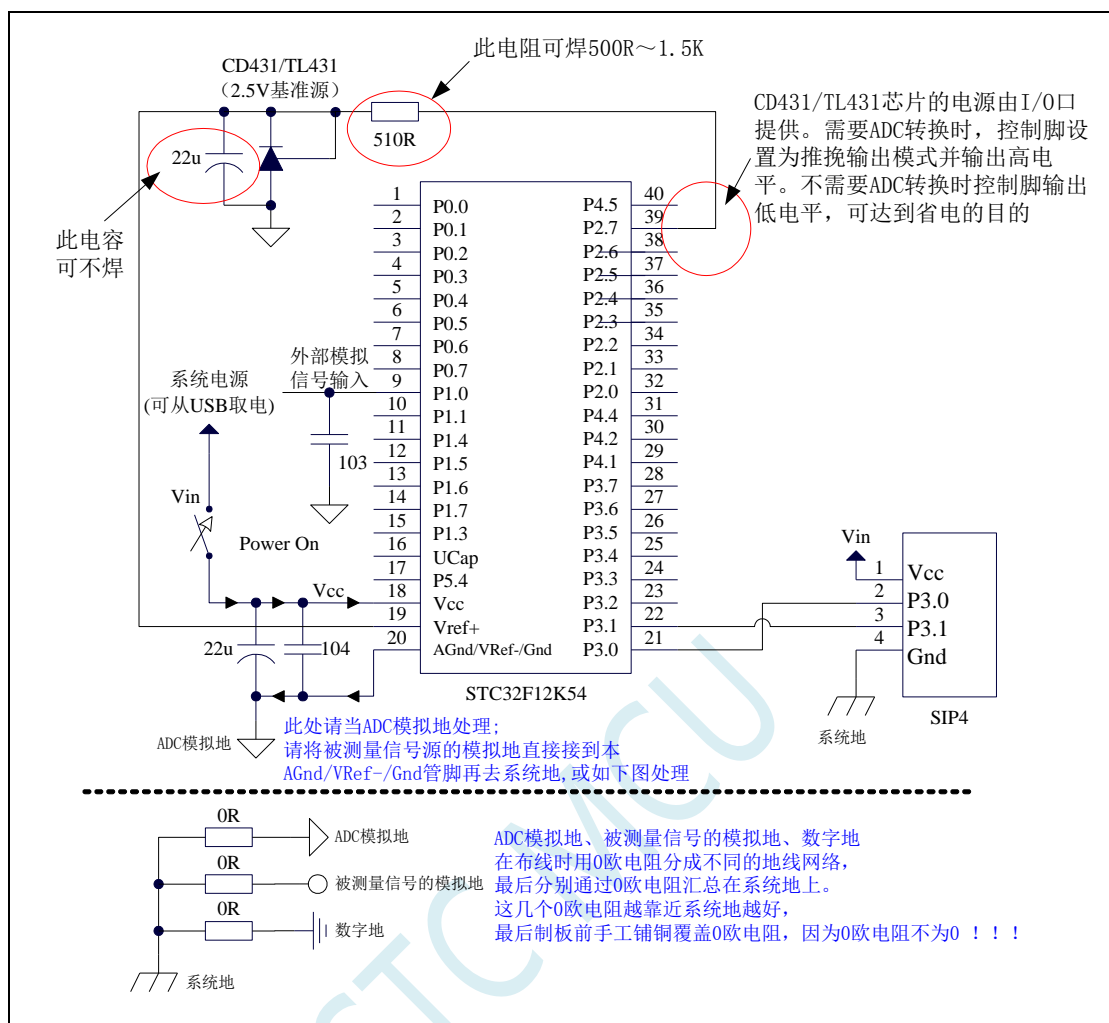 此电阻可焊500R～1.5K
CD431/TL431
（2.5V基准源）
510R
22u
此电容
可不焊
CD431/TL431芯片的电源由I/O口
提供。需要ADC转换时，控制脚设
置为推挽输出模式并输出高电
平。不需要ADC转换时控制脚输出
低电平，可达到省电的目的
1 P0.0
2 P0.1
3 P0.2
4 P0.3
5 P0.4
6 P0.5
7 P0.6
8 P0.7
9 P1.0
10 P1.1
11 P1.4
12 P1.5
13 P1.6
14 P1.7
15 P1.3
16 UCap
17 P5.4
18 Vcc
19 Vref+
20 AGnd/VRef-/Gnd
P4.5 40
P2.7 39
P2.6 38
P2.5 37
P2.4 36
P2.3 35
P2.2 34
P2.1 33
P2.0 32
P4.4 31
P4.2 30
P4.1 29
P3.7 28
P3.6 27
P3.5 26
P3.4 25
P3.3 24
P3.2 23
P3.1 22
P3.0 21
STC32F12K54
外部模拟
信号输入
103
系统电源
(可从USB取电)
Vin
Power On
Vcc
22u
104
ADC模拟地
Vin
1 Vcc
2 P3.0
3 P3.1
4 Gnd
SIP4
系统地
此处请当ADC模拟地处理;
请将被测量信号源的模拟地直接接到本
AGnd/VRef-/Gnd管脚再去系统地,或如下图处理
0R
ADC模拟地
0R
被测量信号的模拟地
0R
数字地
系统地
ADC模拟地、被测量信号的模拟地、数字地
在布线时用0欧电阻分成不同的地线网络，
最后分别通过0欧电阻汇总在系统地上。
这几个0欧电阻越靠近系统地越好，
最后制板前手工铺铜覆盖0欧电阻，因为0欧电阻不为0 ！！！
STC MCU